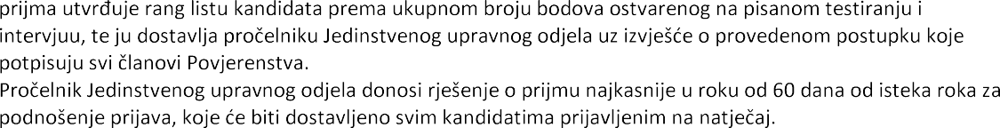 prijma utvrđuje rang listu kandidata prema ukupnom broju bodova ostvarenog na pisanom testiranju i
intervjuu, te ju dostavlja pročelniku Jedinstvenog upravnog odjela uz izvješće o provedenom postupku koje
potpisuju svi članovi Povjerenstva.
Pročelnik Jedinstvenog upravnog odjela donosi rješenje o prijmu najkasnije u roku od 60 dana od isteka roka za
podnošenje prijava, koje će biti dostavljeno svim kandidatima prijavljenim na natječaj.